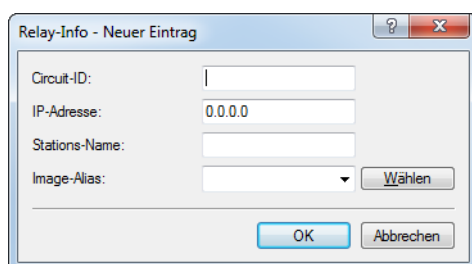 Relay-Info - Neuer Eintrag
Circuit-ID:
IP-Adresse: 0.0.0.0
Stations-Name:
Image-Alias: Wählen
OK Abbrechen